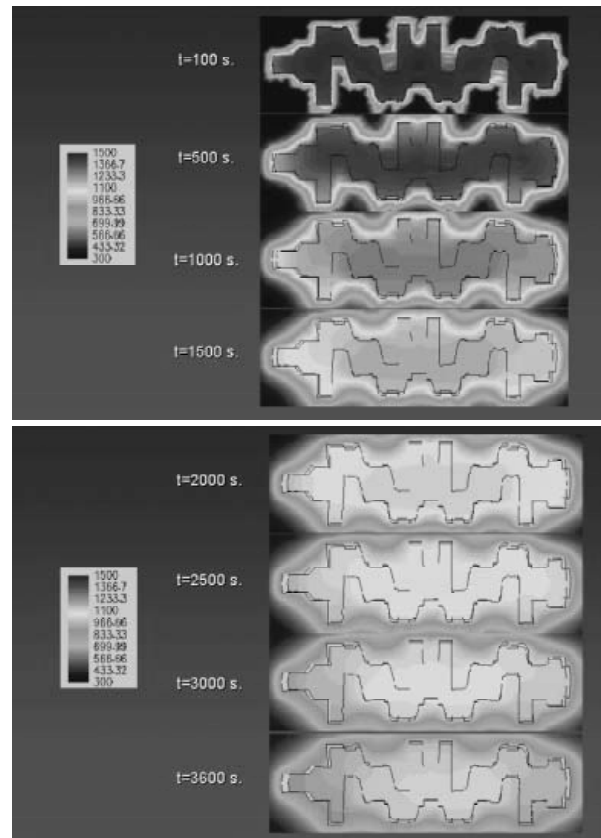 t=100 s.
t=500 s.
1500
1366.7
1233.3
1100
966.66
833.33
699.99
566.66
433.32
300
t=1000 s.
t=1500 s.
t=2000 s.
1500
1366.7
1233.3
1100
966.66
833.33
699.99
566.66
433.32
300
t=2500 s.
t=3000 s.
t=3600 s.